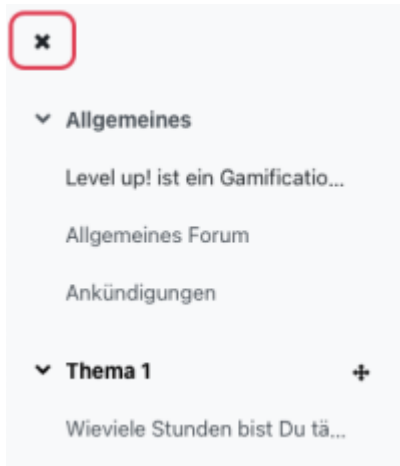 Allgemeines
Level up! ist ein Gamificatio...
Allgemeines Forum
Ankündigungen
Thema 1
Wieviele Stunden bist Du tä...